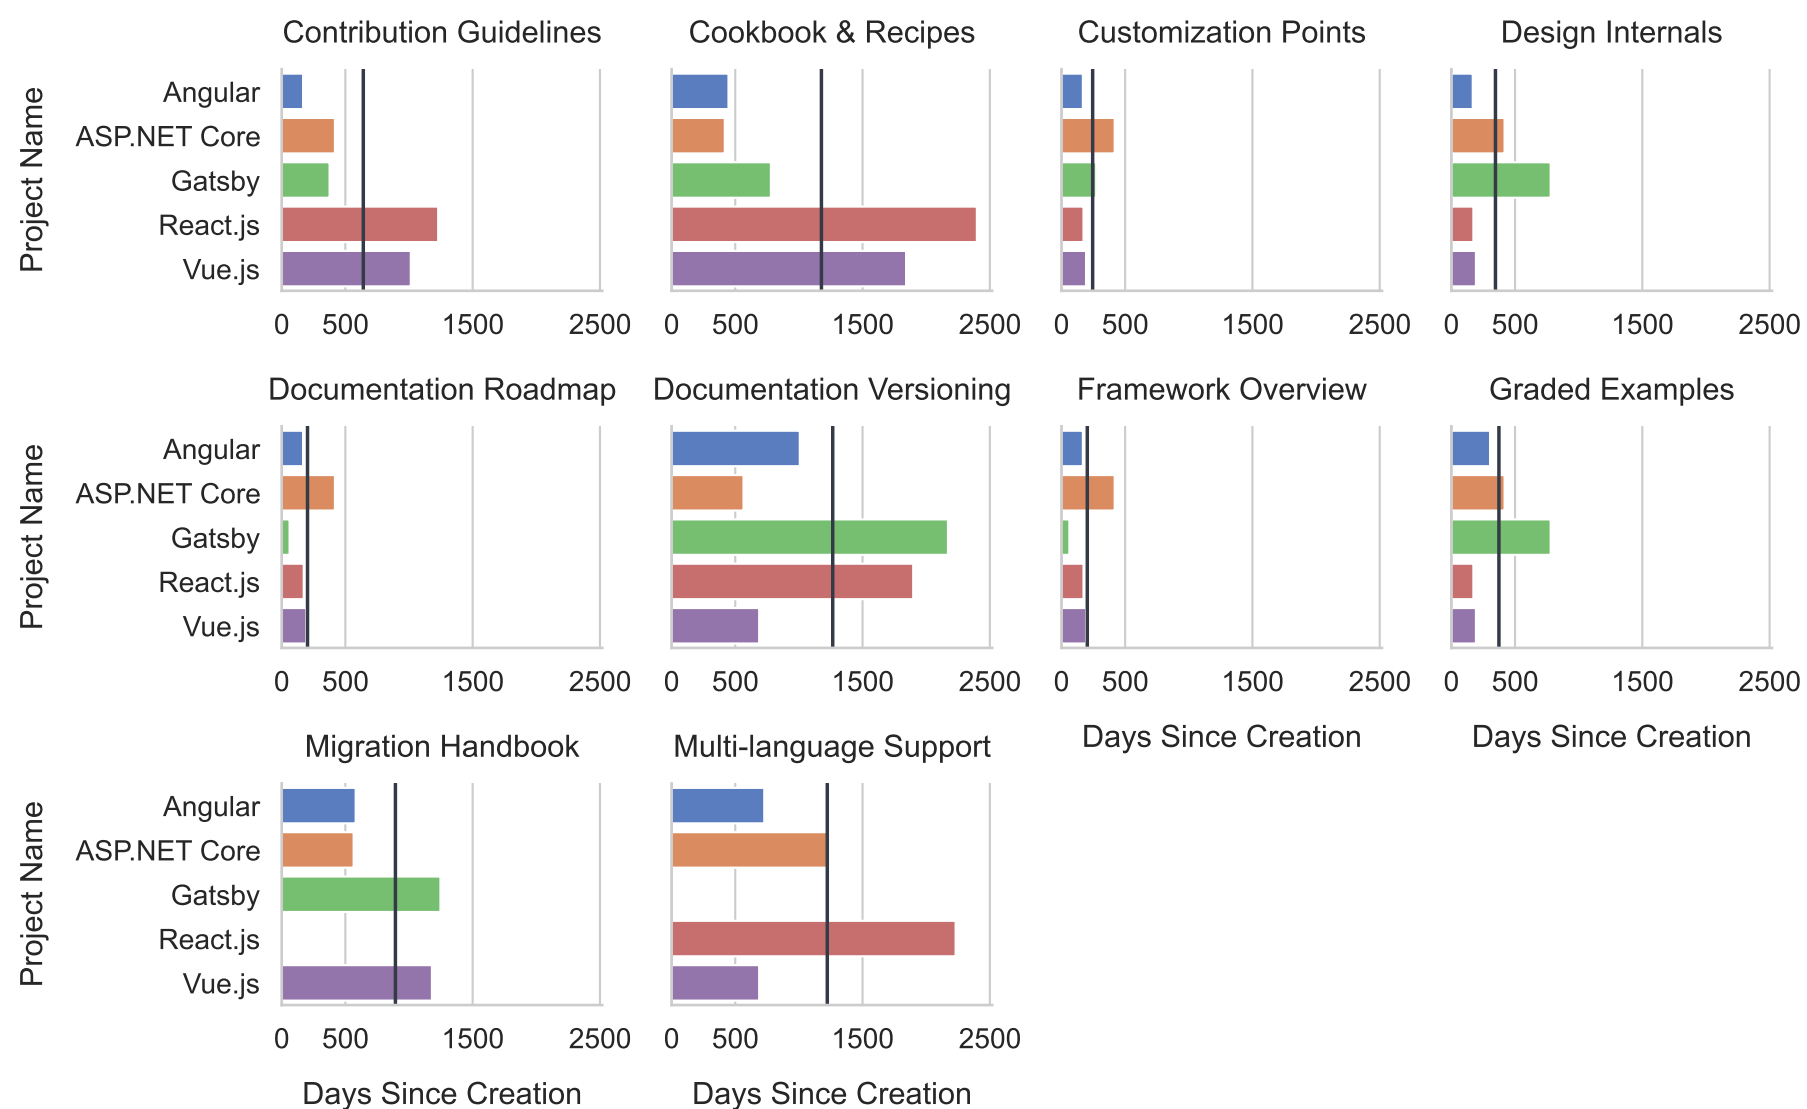 Contribution Guidelines
Cookbook & Recipes
Customization Points
Design Internals
Project Name
Angular
ASP.NET Core
Gatsby
React.js
Vue.js
0 500 1500 2500
0 500 1500 2500
0 500 1500 2500
0 500 1500 2500
Documentation Roadmap
Documentation Versioning
Framework Overview
Graded Examples
Project Name
Angular
ASP.NET Core
Gatsby
React.js
Vue.js
0 500 1500 2500
0 500 1500 2500
0 500 1500 2500
0 500 1500 2500
Days Since Creation
Days Since Creation
Migration Handbook
Multi-language Support
Project Name
Angular
ASP.NET Core
Gatsby
React.js
Vue.js
0 500 1500 2500
0 500 1500 2500
Days Since Creation
Days Since Creation